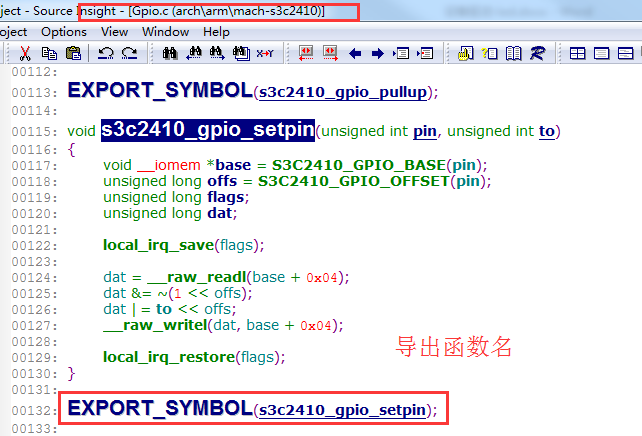 oject - Source Insight - [Gpio.c (arch\arm\mach-s3c2410)]
oject Options View Window Help
00112:
00113: EXPORT_SYMBOL(s3c2410_gpio_pullup);
00114:
00115: void s3c2410_gpio_setpin(unsigned int pin, unsigned int to)
00116: {
00117: void __iomem *base = S3C2410_GPIO_BASE(pin);
00118: unsigned long offs = S3C2410_GPIO_OFFSET(pin);
00119: unsigned long flags;
00120: unsigned long dat;
00121:
00122: local_irq_save(flags);
00123:
00124: dat = __raw_readl(base + 0x04);
00125: dat &= ~(1 << offs);
00126: dat |= to << offs;
00127: __raw_writel(dat, base + 0x04);
00128:
00129: local_irq_restore(flags);
导出函数名
00130: }
00131:
00132: EXPORT_SYMBOL(s3c2410_gpio_setpin);
00133: